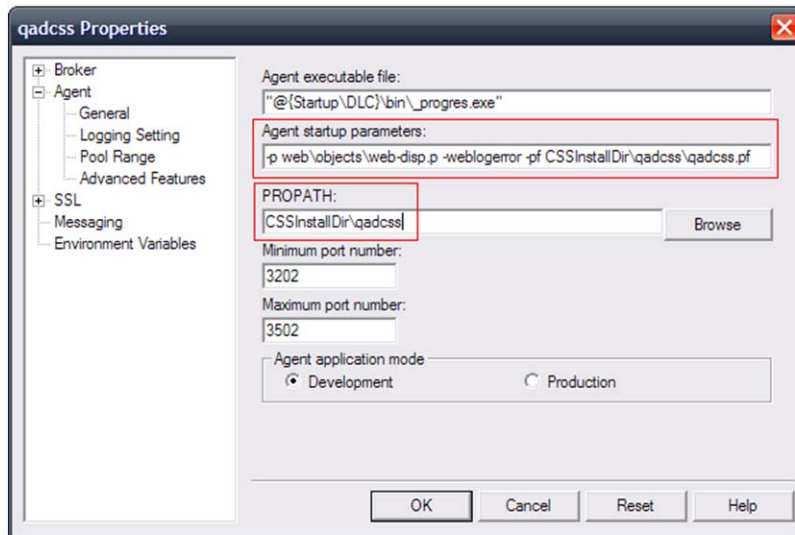 qadcss Properties
Broker
Agent
General
Logging Setting
Pool Range
Advanced Features
SSL
Messaging
Environment Variables
Agent executable file:
"@{Startup\DLC}\bin\_progres.exe"
Agent startup parameters:
-p web\objects\web-disp.p -weblogerror -pf CSSInstallDir\qadcss\qadcss.pf
PROPATH:
CSSInstallDir\qadcss
Browse
Minimum port number:
3202
Maximum port number:
3502
Agent application mode
Development Production
OK Cancel Reset Help